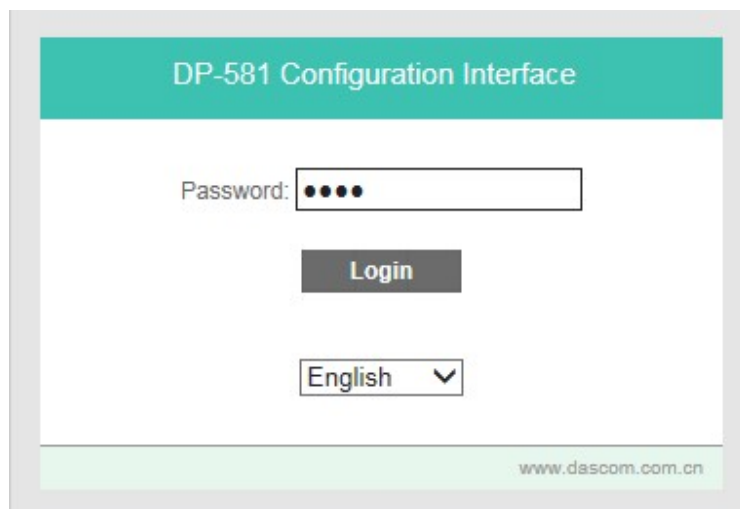 DP-581 Configuration Interface
Password: ••••
Login
English
www.dascom.com.cn